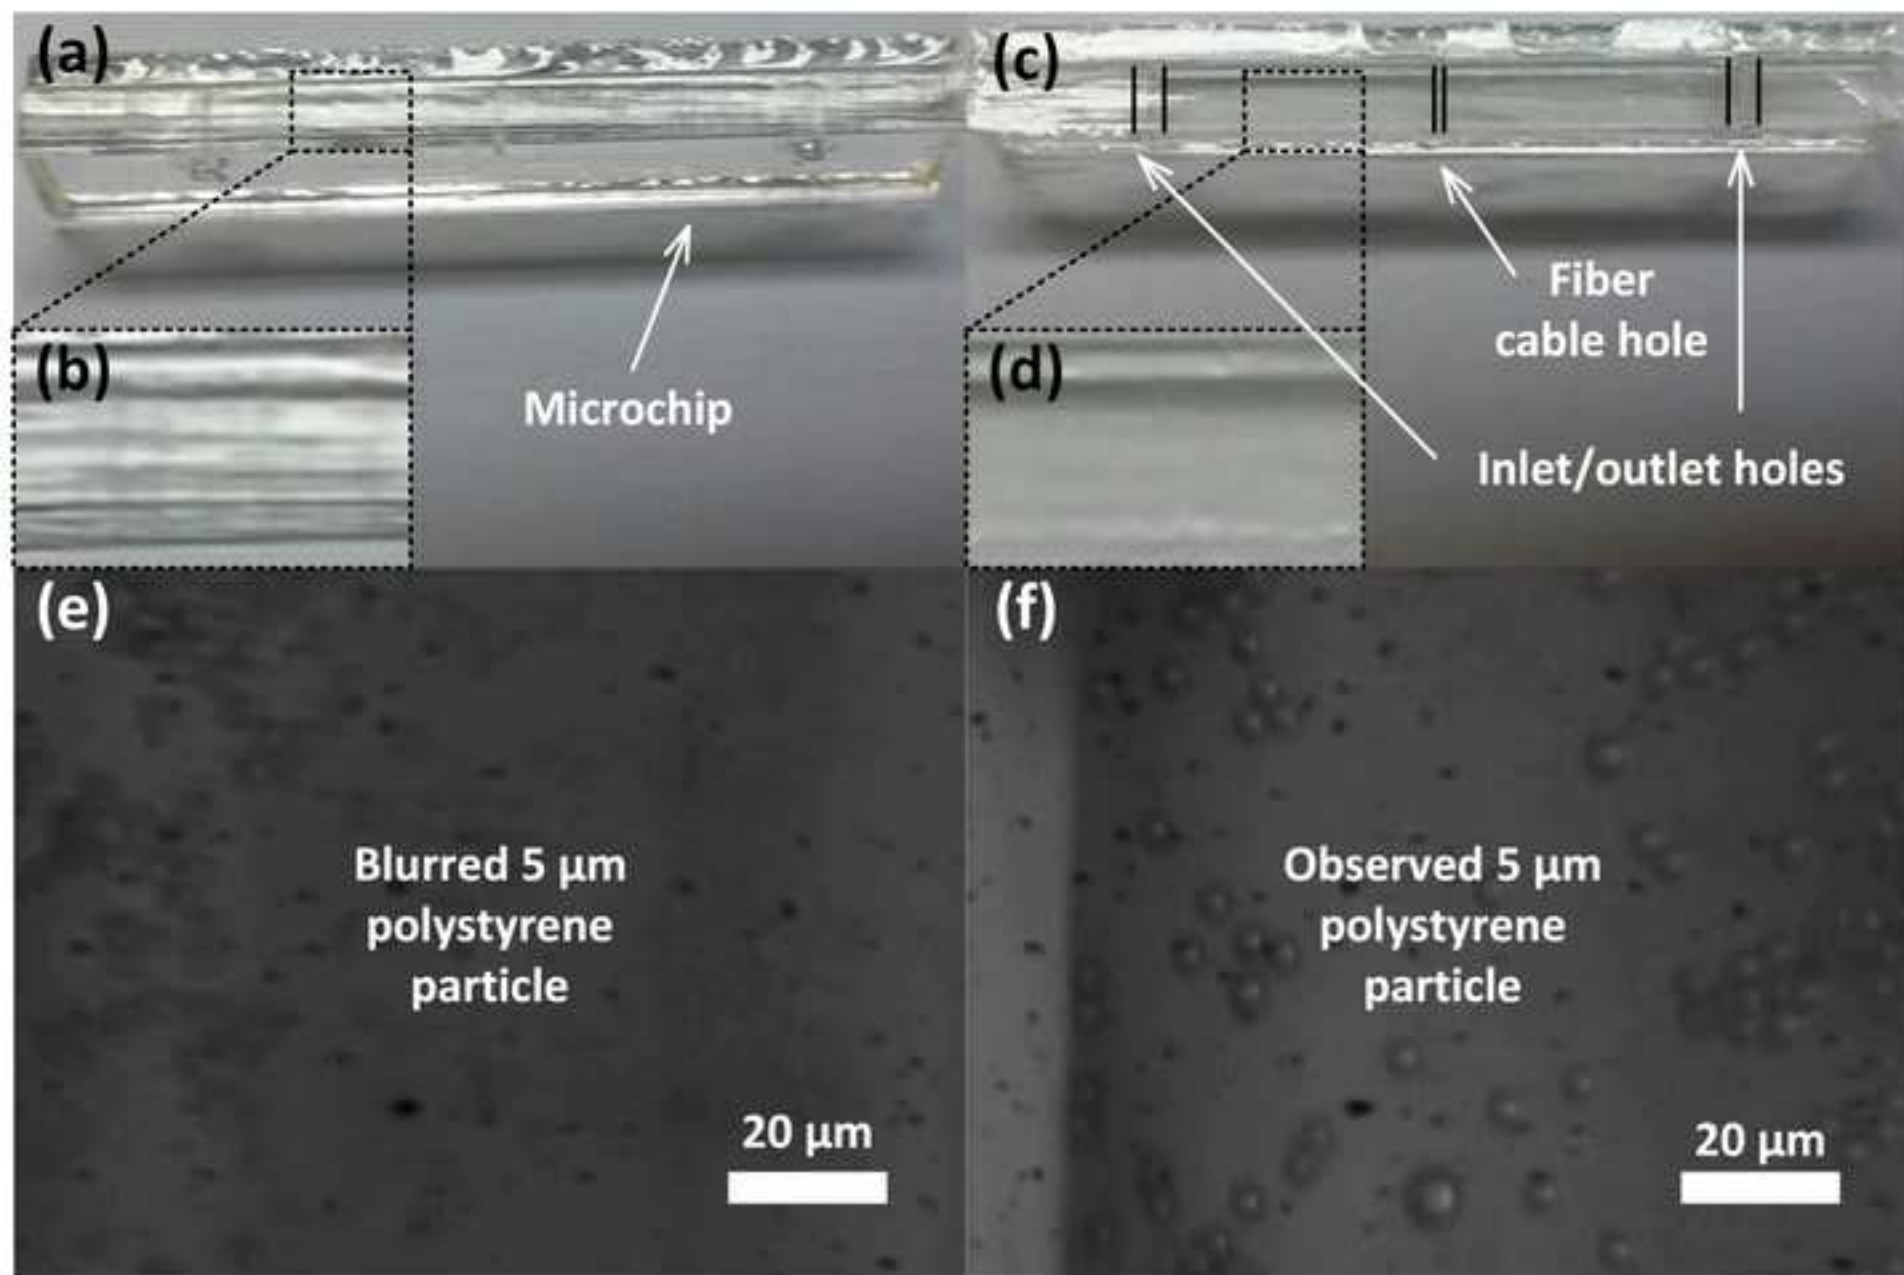 (a)
(c)
Fiber
cable hole
(b)
(d)
Microchip
Inlet/outlet holes
(e)
(f)
Blurred 5 µm
polystyrene
particle
Observed 5 µm
polystyrene
particle
20 µm
20 µm